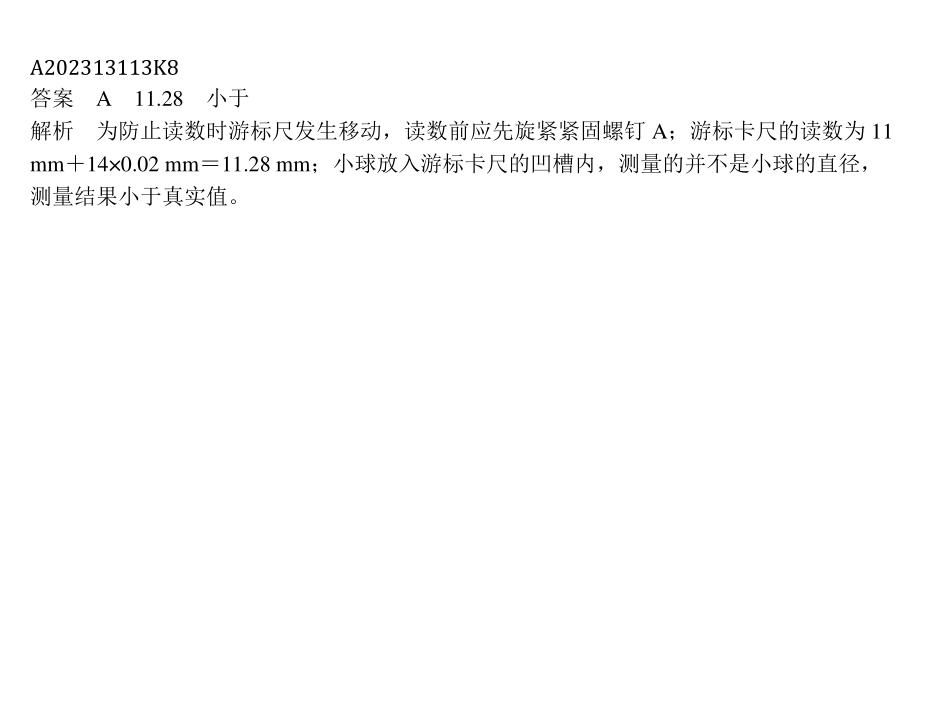 A202313113K8
答案　A　11.28　小于
解析　为防止读数时游标尺发生移动，读数前应先旋紧紧固螺钉 A；游标卡尺的读数为 11
mm＋14×0.02 mm＝11.28 mm；小球放入游标卡尺的凹槽内，测量的并不是小球的直径，
测量结果小于真实值。